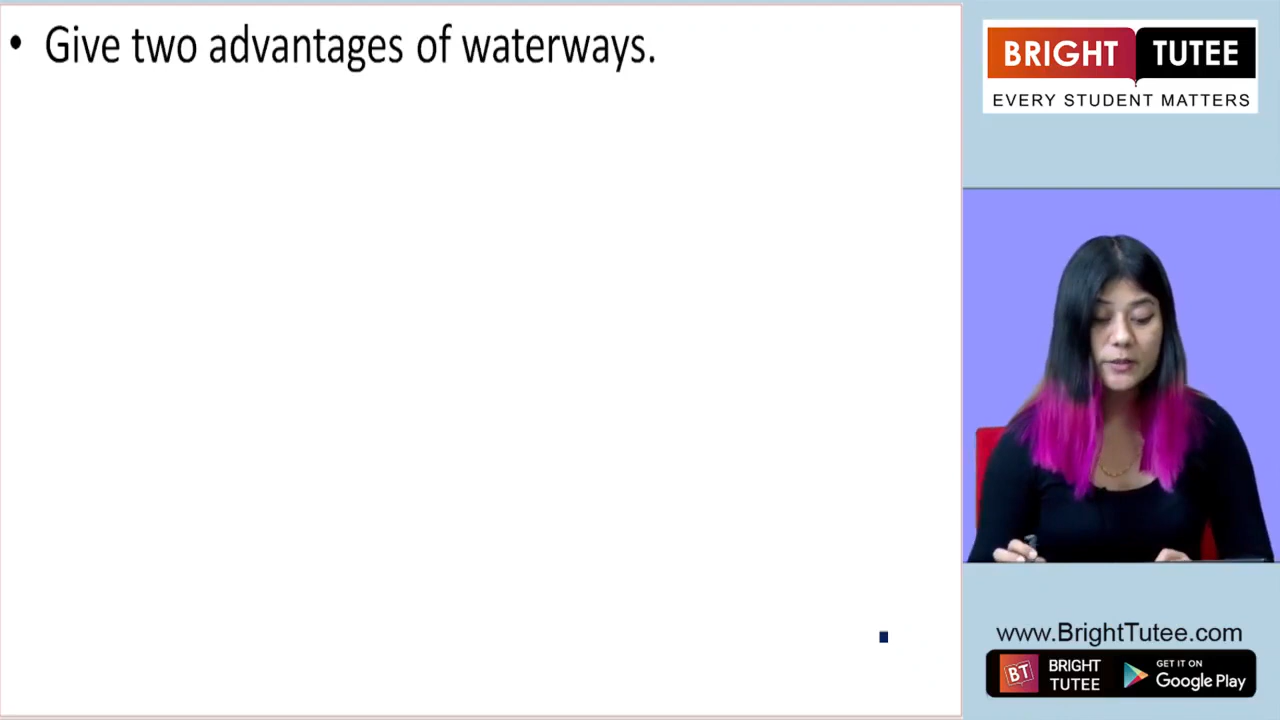 • Give two advantages of waterways.
BRIGHT TUTEE
EVERY STUDENT MATTERS
www.BrightTutee.com
BT
BRIGHT
TUTEE
GET IT ON
Google Play